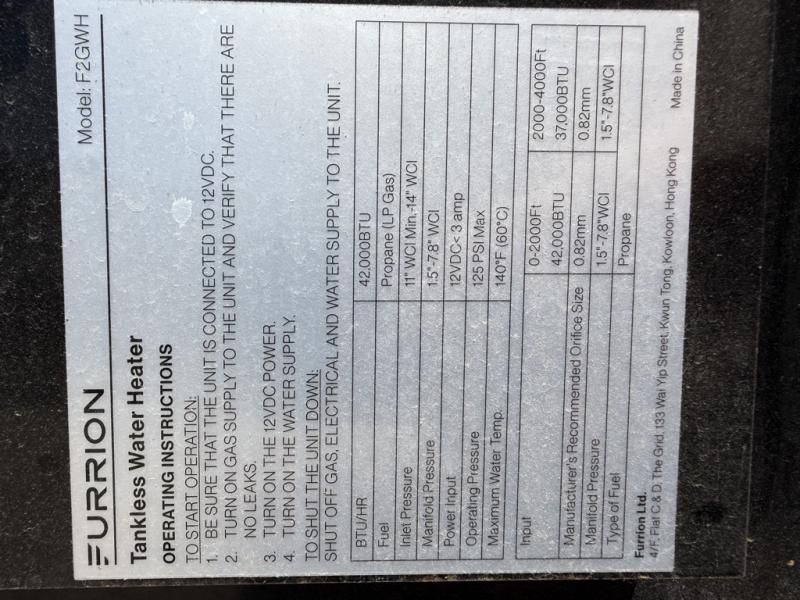 FURRION
Model: F2GWH
Tankless Water Heater
OPERATING INSTRUCTIONS
TO START OPERATION:
1. BE SURE THAT THE UNIT IS CONNECTED TO 12VDC.
2. TURN ON GAS SUPPLY TO THE UNIT AND VERIFY THAT THERE ARE
NO LEAKS.
3. TURN ON THE 12VDC POWER.
4. TURN ON THE WATER SUPPLY.
TO SHUT THE UNIT DOWN:
SHUT OFF GAS, ELECTRICAL AND WATER SUPPLY TO THE UNIT.
BTU/HR 42,000BTU
Fuel Propane (LP Gas)
Inlet Pressure 11" WCI Min.-14" WCI
Manifold Pressure 1.5"-7.8" WCI
Power Input 12VDC< 3 amp
Operating Pressure 125 PSI Max
Maximum Water Temp. 140°F (60°C)
Input 0-2000Ft 2000-4000Ft
42,000BTU 37,000BTU
Manufacturer's Recommended Orifice Size 0.82mm 0.82mm
Manifold Pressure 1.5"-7.8"WCI 1.5"-7.8"WCI
Type of Fuel Propane
Furrion Ltd.
4/F, Flat C & D, The Grid, 133 Wai Yip Street, Kwun Tong, Kowloon, Hong Kong
Made in China